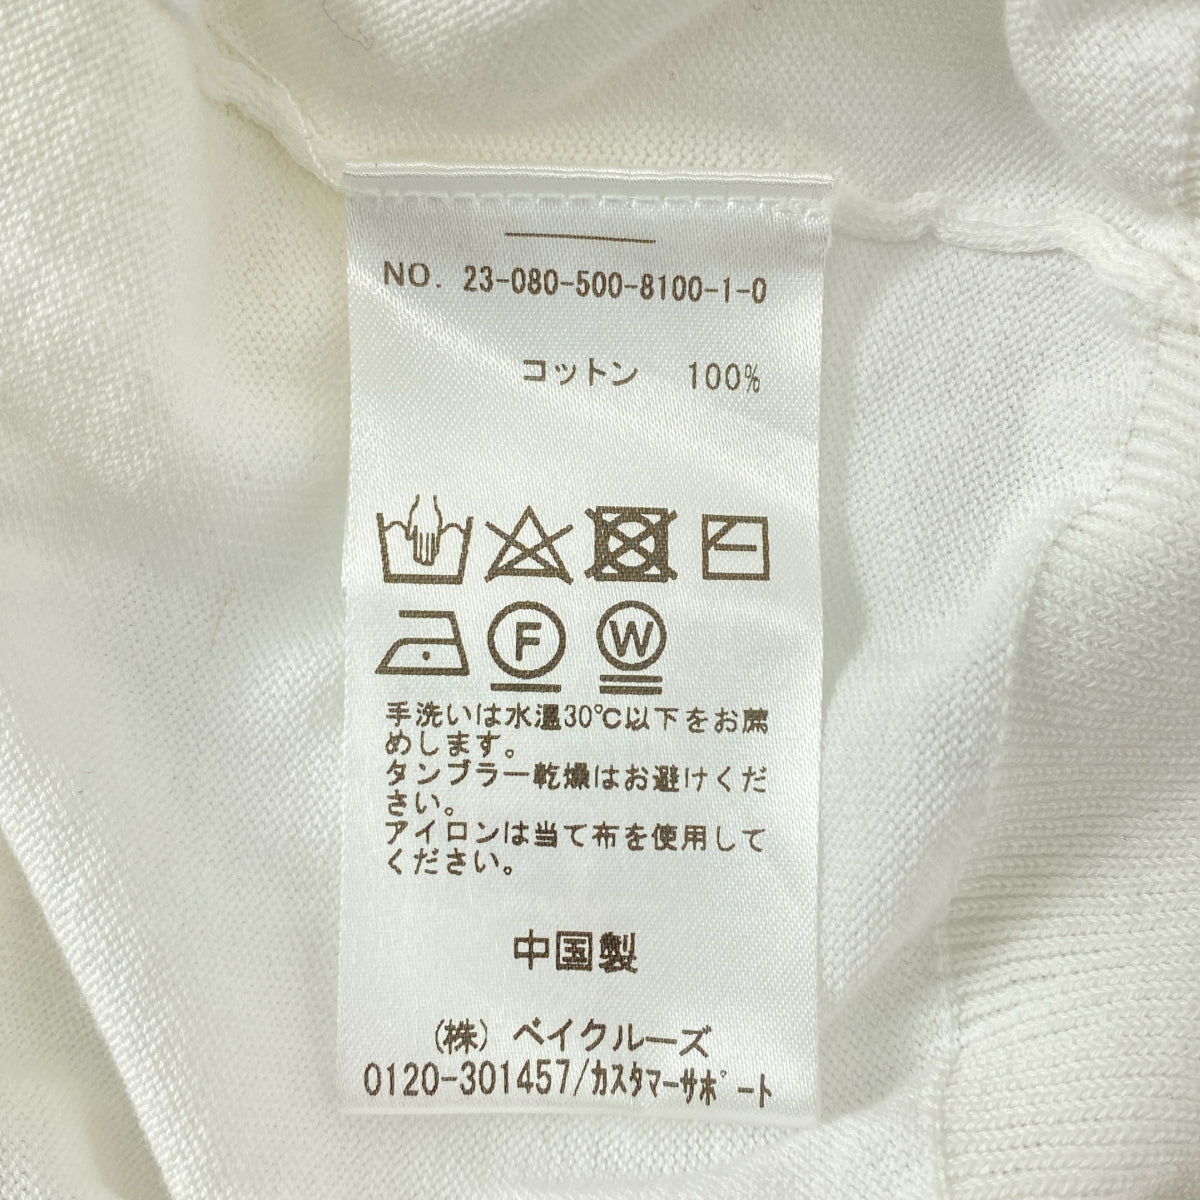 NO. 23-080-500-8100-1-0
コットン 100%
F W
手洗いは水温30℃以下をお薦
めします。
タンブラー乾燥はお避けくだ
さい。
アイロンは当て布を使用して
ください。
中国製
(株) ベイクルーズ
0120-301457/カスタマーサポート